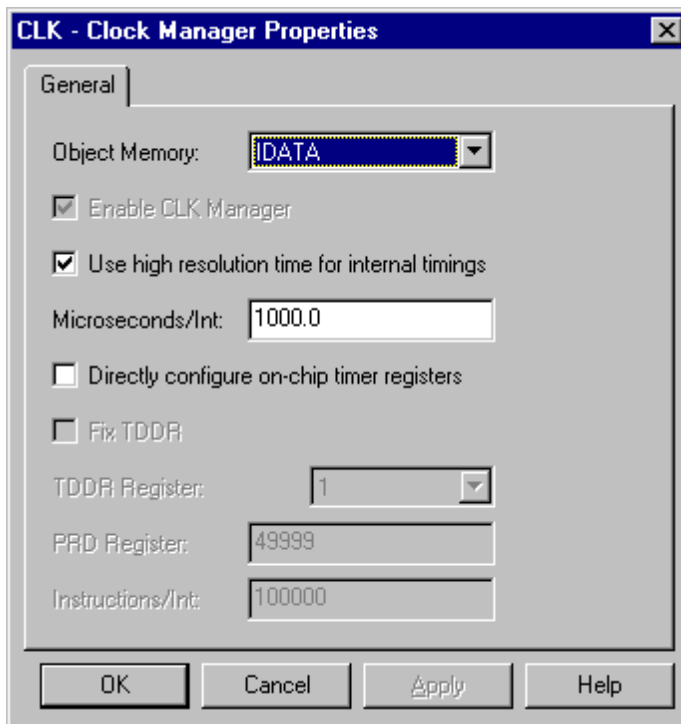 CLK - Clock Manager Properties
General
Object Memory: IDATA
Enable CLK Manager
Use high resolution time for internal timings
Microseconds/Int: 1000.0
Directly configure on-chip timer registers
Fix TDDR
TDDR Register: 1
PRD Register: 49999
Instructions/Int: 100000
OK Cancel Apply Help